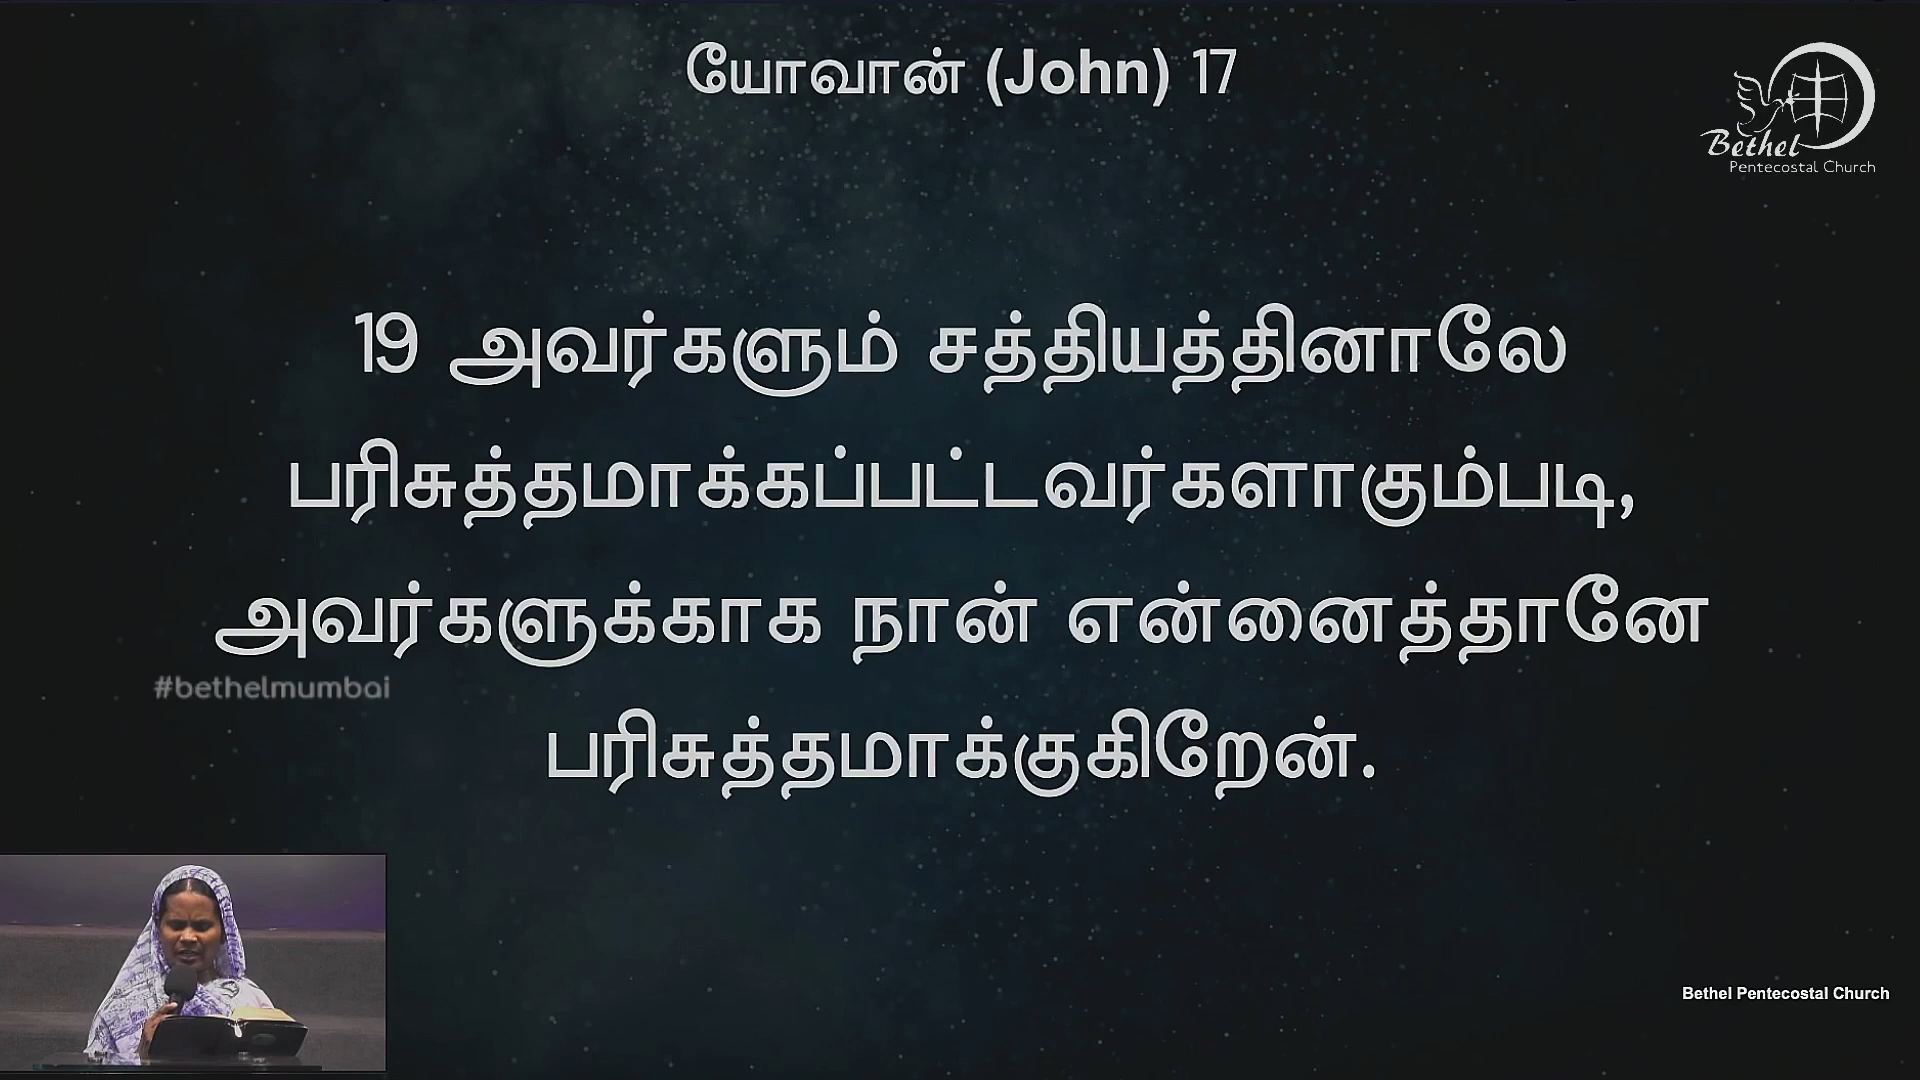 யோவான் (John) 17
Bethel
Pentecostal Church
19 அவர்களும் சத்தியத்தினாலே
பரிசுத்தமாக்கப்பட்டவர்களாகும்படி,
அவர்களுக்காக நான் என்னைத்தானே
#bethelmumbai
பரிசுத்தமாக்குகிறேன்.
Bethel Pentecostal Church